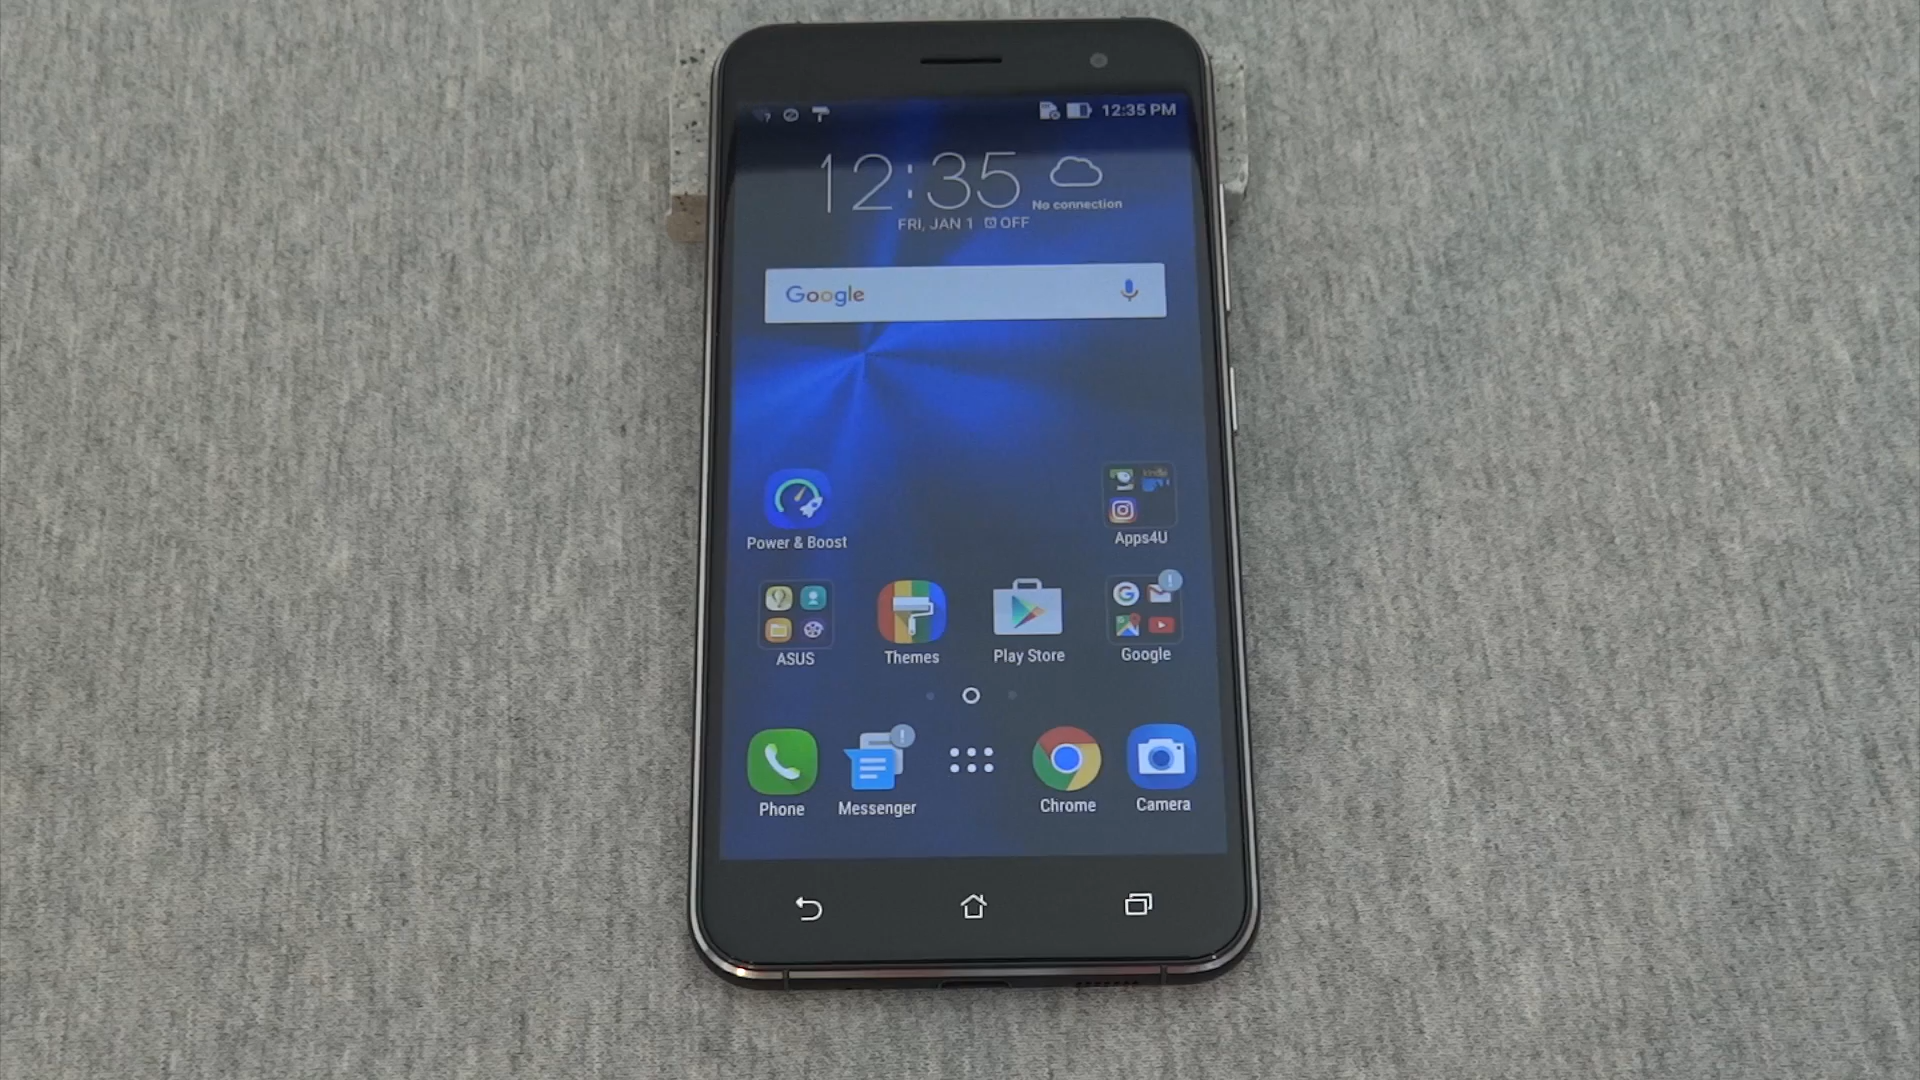 12:35 PM
12:35
No connection
FRI, JAN 1 OFF
Google
Power & Boost
Apps4U
ASUS
Themes
Play Store
Google
Phone
Messenger
Chrome
Camera